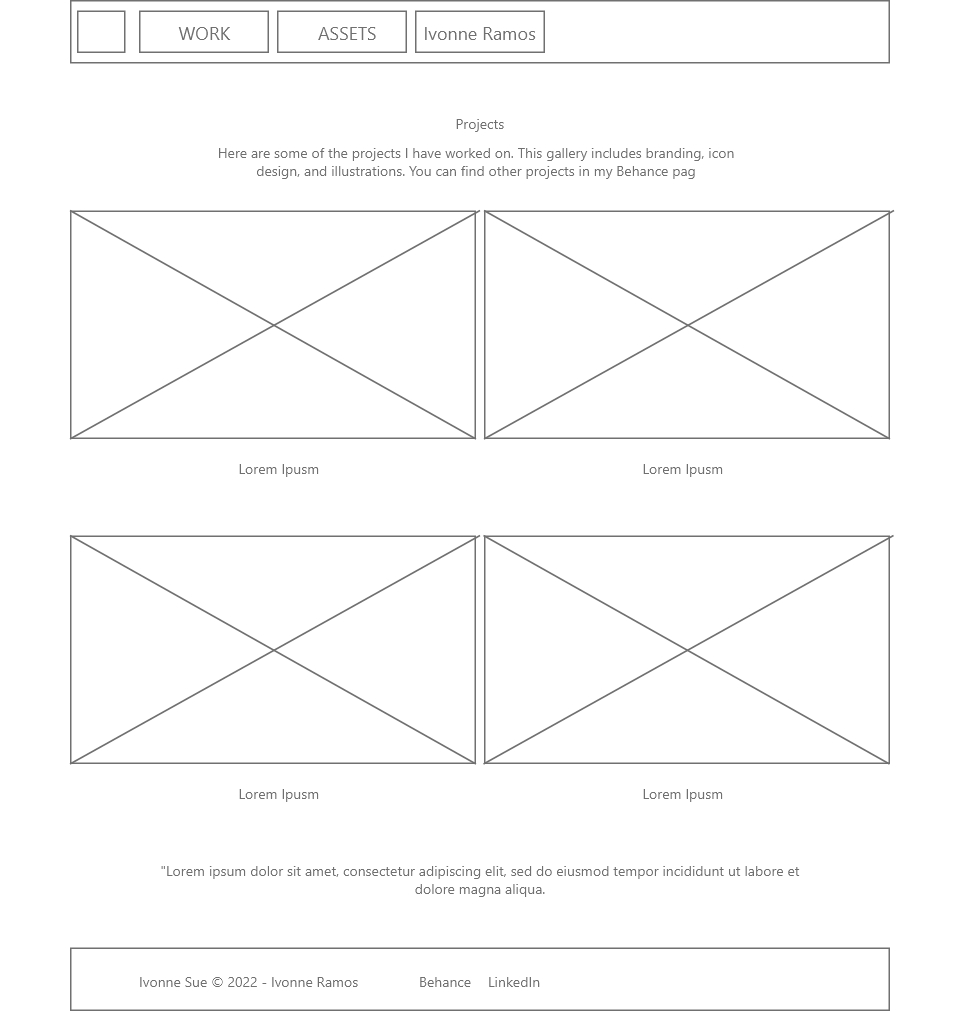 WORK
ASSETS
Ivonne Ramos
Projects
Here are some of the projects I have worked on. This gallery includes branding, icon
design, and illustrations. You can find other projects in my Behance pag
Lorem Ipusm
Lorem Ipusm
Lorem Ipusm
Lorem Ipusm
"Lorem ipsum dolor sit amet, consectetur adipiscing elit, sed do eiusmod tempor incididunt ut labore et
dolore magna aliqua.
Ivonne Sue © 2022 - Ivonne Ramos
Behance
LinkedIn